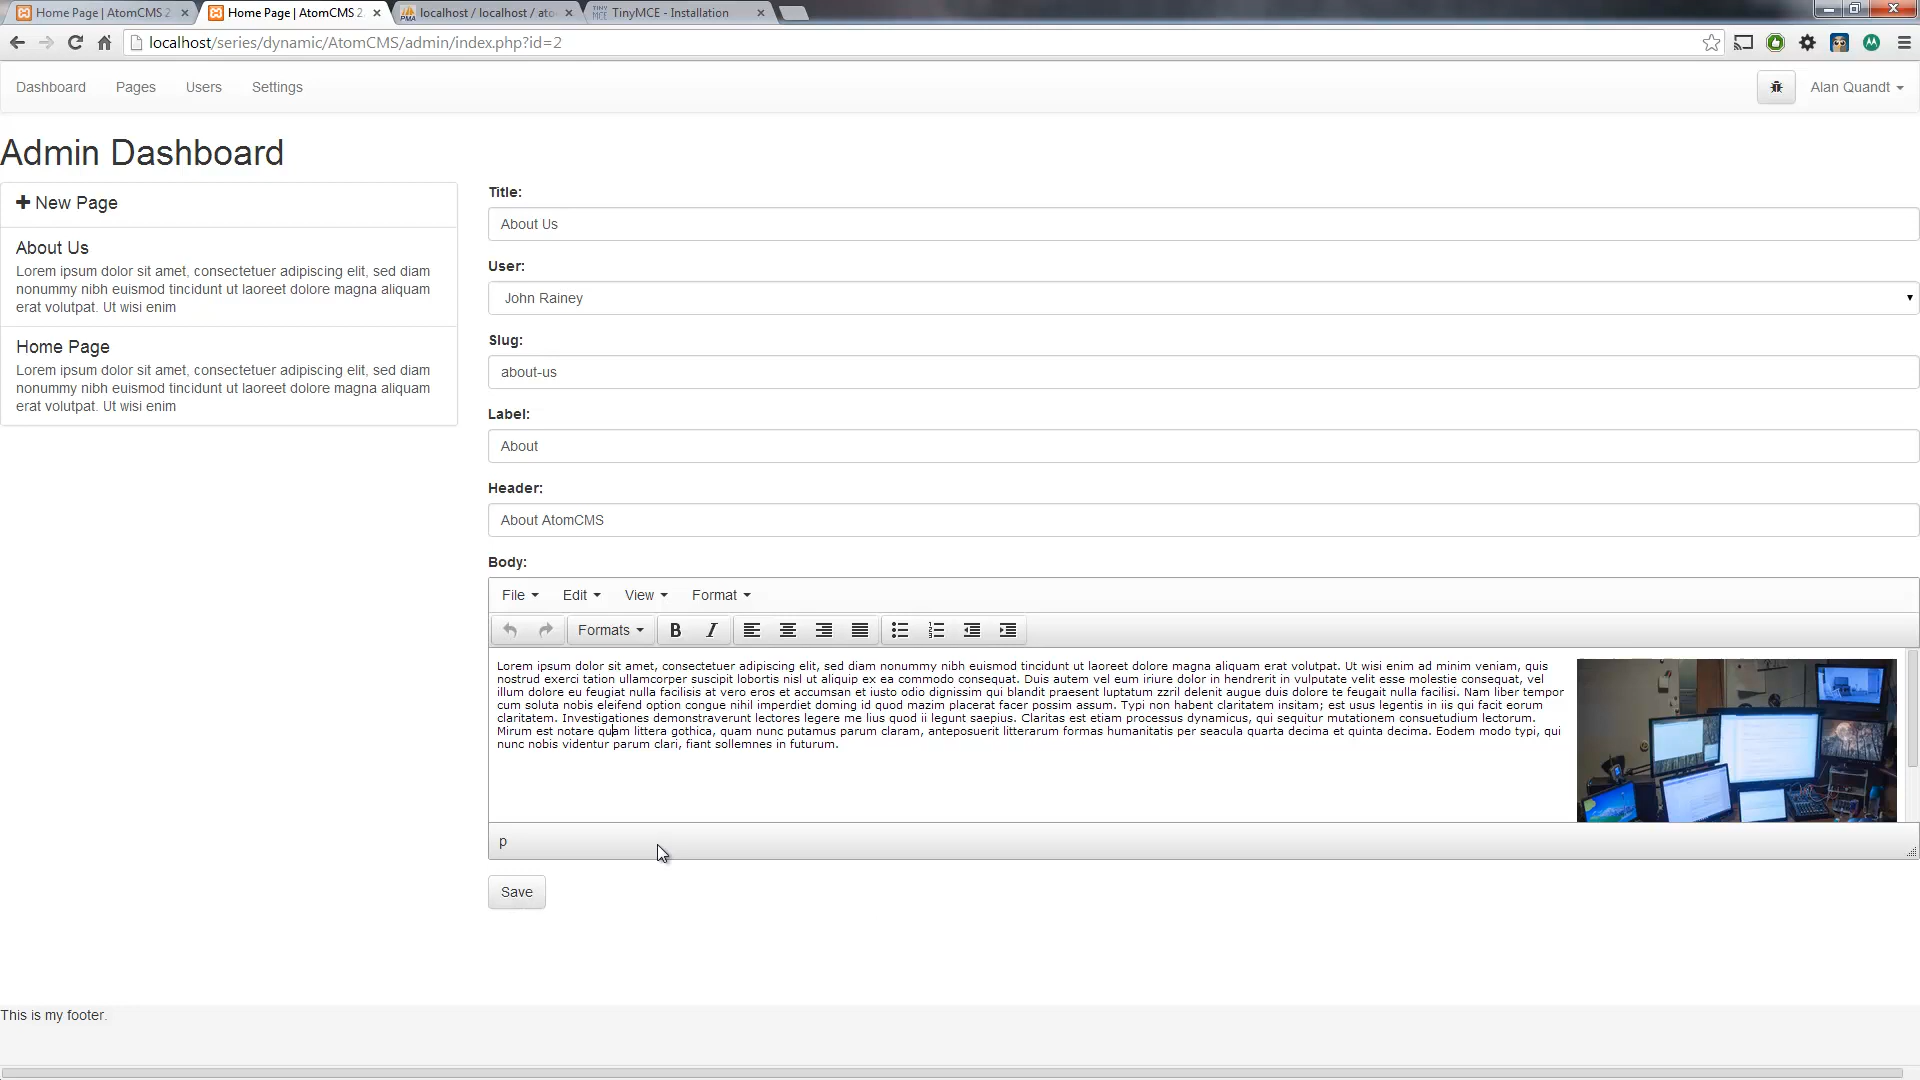 Home Page | AtomCMS 2
Home Page | AtomCMS 2
localhost / localhost / ato
TinyMCE - Installation
localhost/series/dynamic/AtomCMS/admin/index.php?id=2
Dashboard
Pages
Users
Settings
Alan Quandt
Admin Dashboard
New Page
About Us
Lorem ipsum dolor sit amet, consectetuer adipiscing elit, sed diam
nonummy nibh euismod tincidunt ut laoreet dolore magna aliquam
erat volutpat. Ut wisi enim
Home Page
Lorem ipsum dolor sit amet, consectetuer adipiscing elit, sed diam
nonummy nibh euismod tincidunt ut laoreet dolore magna aliquam
erat volutpat. Ut wisi enim
Title:
About Us
User:
John Rainey
Slug:
about-us
Label:
About
Header:
About AtomCMS
Body:
File
Edit
View
Format
Formats
B
I
Lorem ipsum dolor sit amet, consectetuer adipiscing elit, sed diam nonummy nibh euismod tincidunt ut laoreet dolore magna aliquam erat volutpat. Ut wisi enim ad minim veniam, quis
nostrud exerci tation ullamcorper suscipit lobortis nisl ut aliquip ex ea commodo consequat. Duis autem vel eum iriure dolor in hendrerit in vulputate velit esse molestie consequat, vel
illum dolore eu feugiat nulla facilisis at vero eros et accumsan et iusto odio dignissim qui blandit praesent luptatum zzril delenit augue duis dolore te feugait nulla facilisi. Nam liber tempor
cum soluta nobis eleifend option congue nihil imperdiet doming id quod mazim placerat facer possim assum. Typi non habent claritatem insitam; est usus legentis in iis qui facit eorum
claritatem. Investigationes demonstraverunt lectores legere me lius quod ii legunt saepius. Claritas est etiam processus dynamicus, qui sequitur mutationem consuetudium lectorum.
Mirum est notare quam littera gothica, quam nunc putamus parum claram, anteposuerit litterarum formas humanitatis per seacula quarta decima et quinta decima. Eodem modo typi, qui
nunc nobis videntur parum clari, fiant sollemnes in futurum.
p
Save
This is my footer.